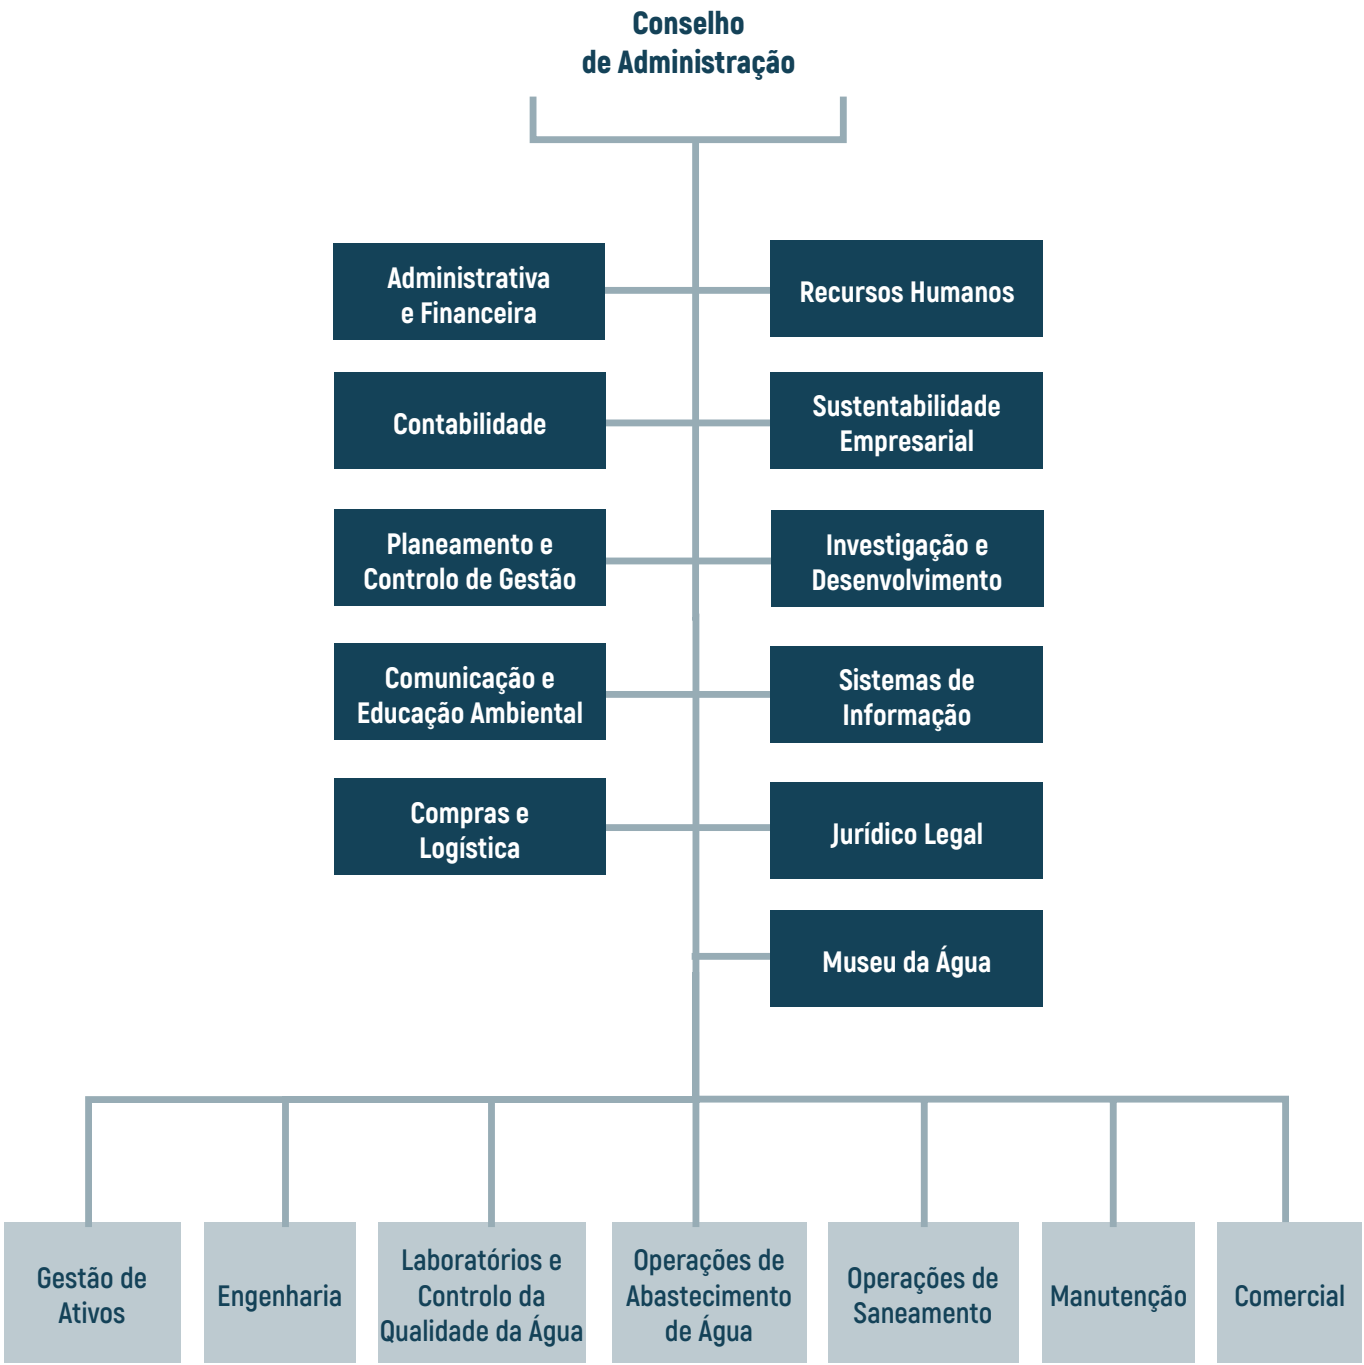 Conselho
de Administração
Administrativa
e Financeira
Recursos Humanos
Contabilidade
Sustentabilidade
Empresarial
Planeamento e
Controlo de Gestão
Investigação e
Desenvolvimento
Comunicação e
Educação Ambiental
Sistemas de
Informação
Compras e
Logística
Jurídico Legal
Museu da Água
Gestão de
Ativos
Engenharia
Laboratórios e
Controlo da
Qualidade da Água
Operações de
Abastecimento
de Água
Operações de
Saneamento
Manutenção
Comercial